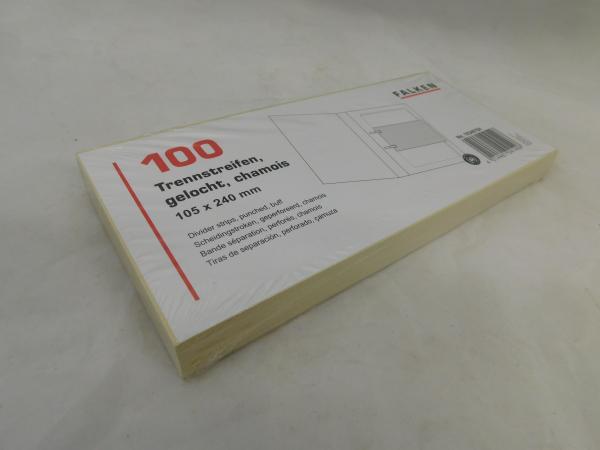 FALKEN
100
Trennstreifen,
gelocht, chamois
105 x 240 mm
Divider strips, punched, buff
Scheidingstroken, geperforeerd, chamois
Bande séparation, perforés, chamois
Tiras de separación, perforado, gamuza